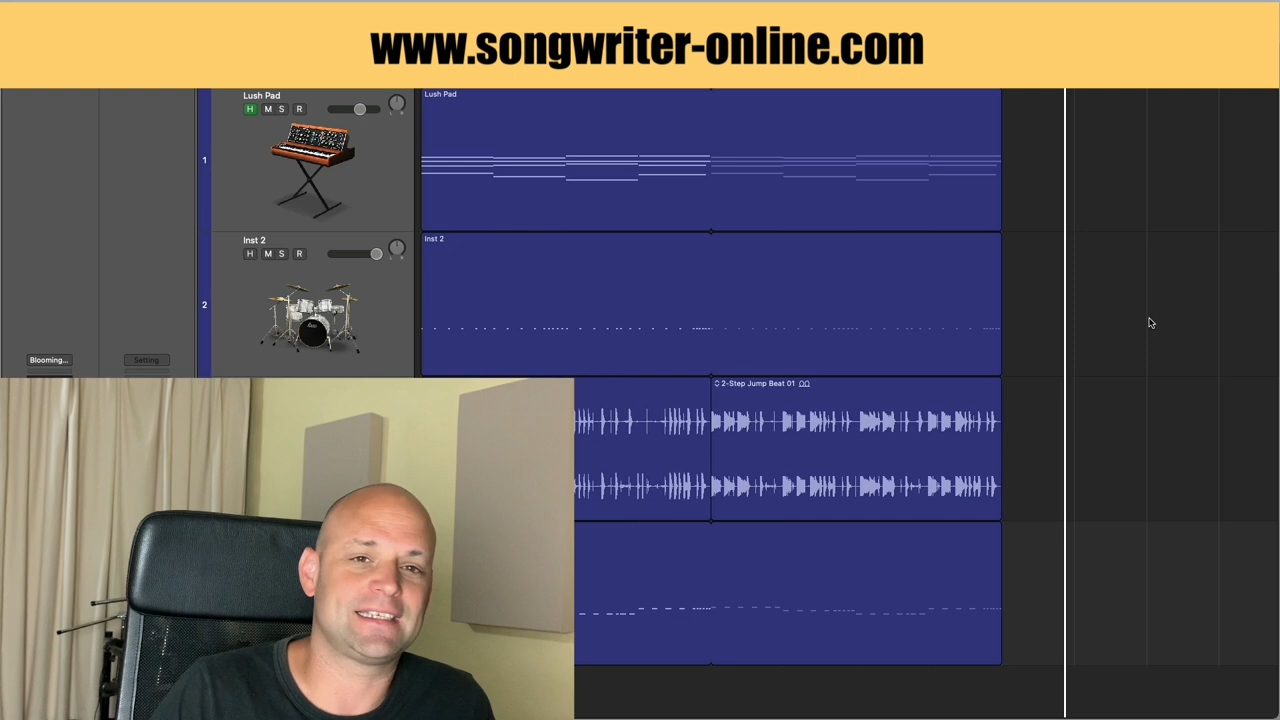 www.songwriter-online.com
Lush Pad
H M S R
Lush Pad
1
Inst 2
H M S R
Inst 2
2
Blooming...
Setting
2-Step Jump Beat 01